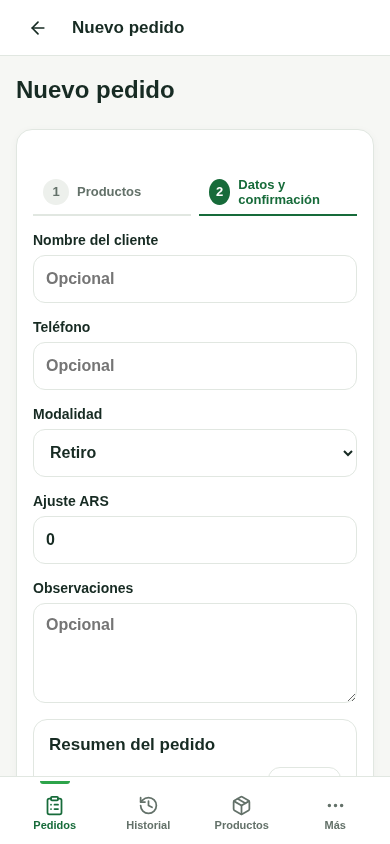 Nuevo pedido
Nuevo pedido
1 Productos
2 Datos y
confirmación
Nombre del cliente
Opcional
Teléfono
Opcional
Modalidad
Retiro
Ajuste ARS
0
Observaciones
Opcional
Resumen del pedido
Pedidos
Historial
Productos
Más